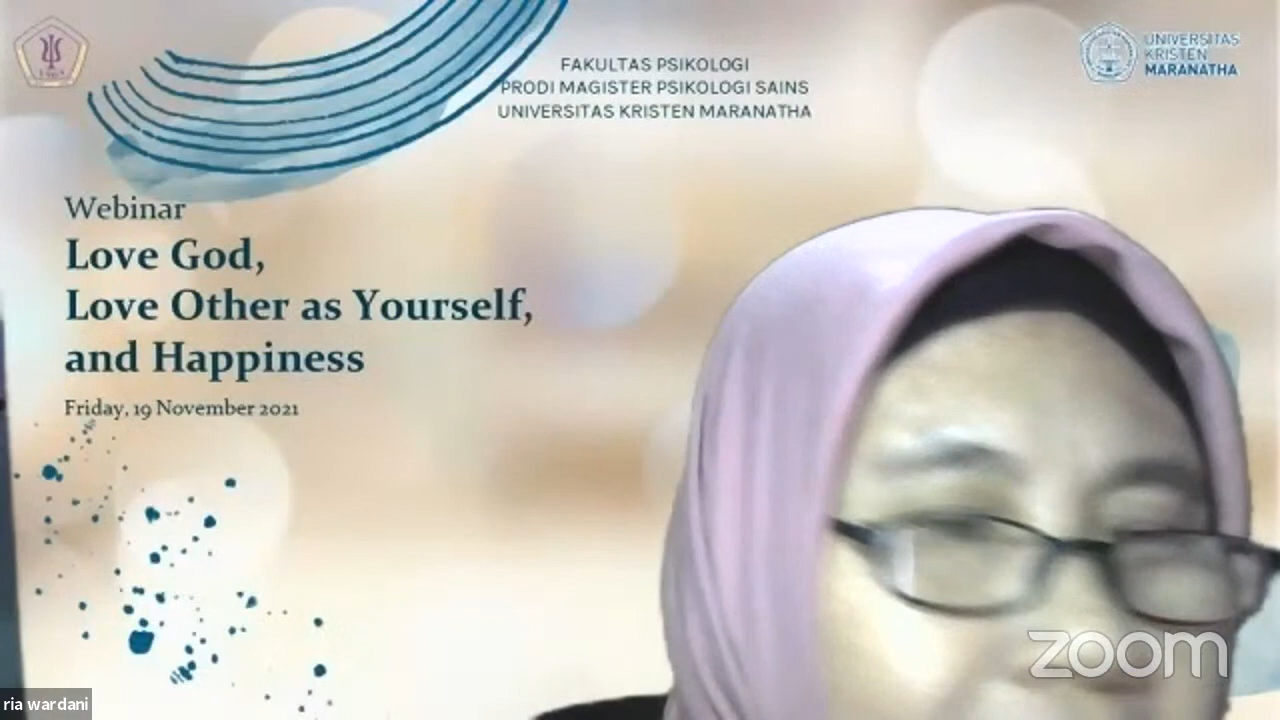 FAKULTAS PSIKOLOGI
PRODI MAGISTER PSIKOLOGI SAINS
UNIVERSITAS KRISTEN MARANATHA
UNIVERSITAS
KRISTEN
MARANATHA
Webinar
Love God,
Love Other as Yourself,
and Happiness
Friday, 19 November 2021
zoom
ria wardani